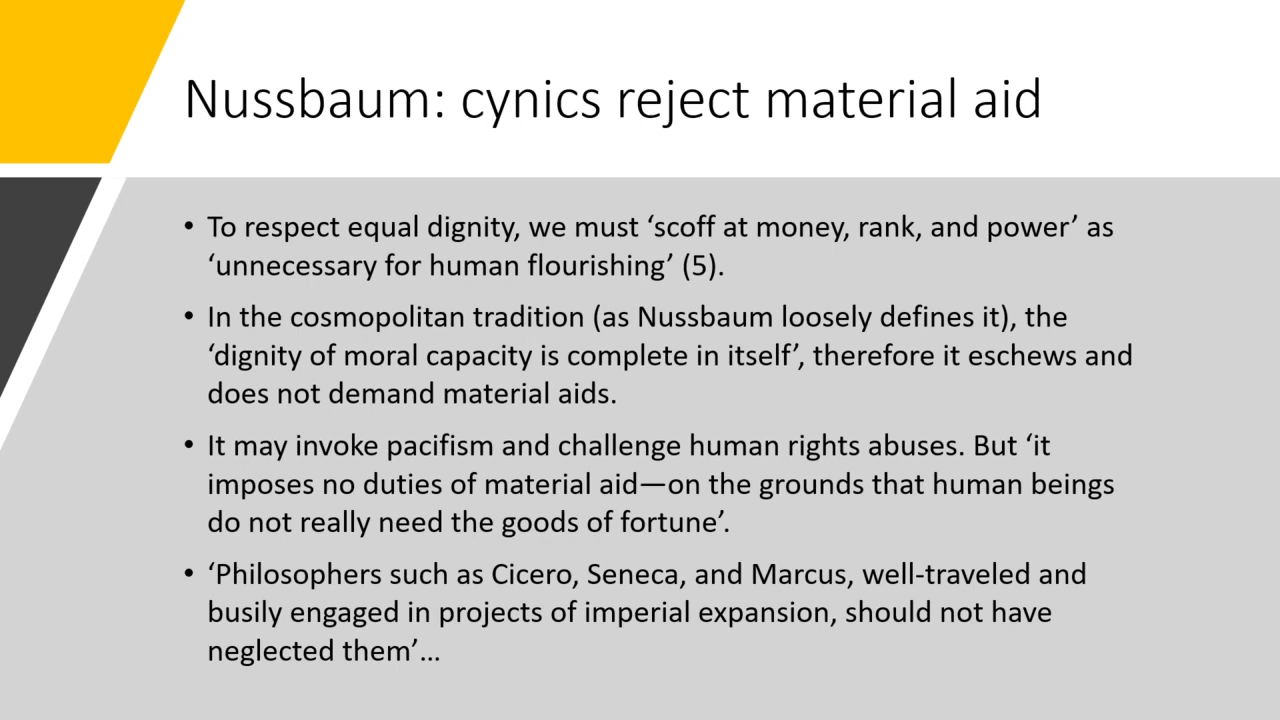 Nussbaum: cynics reject material aid
• To respect equal dignity, we must ‘scoff at money, rank, and power’ as
‘unnecessary for human flourishing’ (5).
• In the cosmopolitan tradition (as Nussbaum loosely defines it), the
‘dignity of moral capacity is complete in itself’, therefore it eschews and
does not demand material aids.
• It may invoke pacifism and challenge human rights abuses. But ‘it
imposes no duties of material aid—on the grounds that human beings
do not really need the goods of fortune’.
• ‘Philosophers such as Cicero, Seneca, and Marcus, well-traveled and
busily engaged in projects of imperial expansion, should not have
neglected them’…